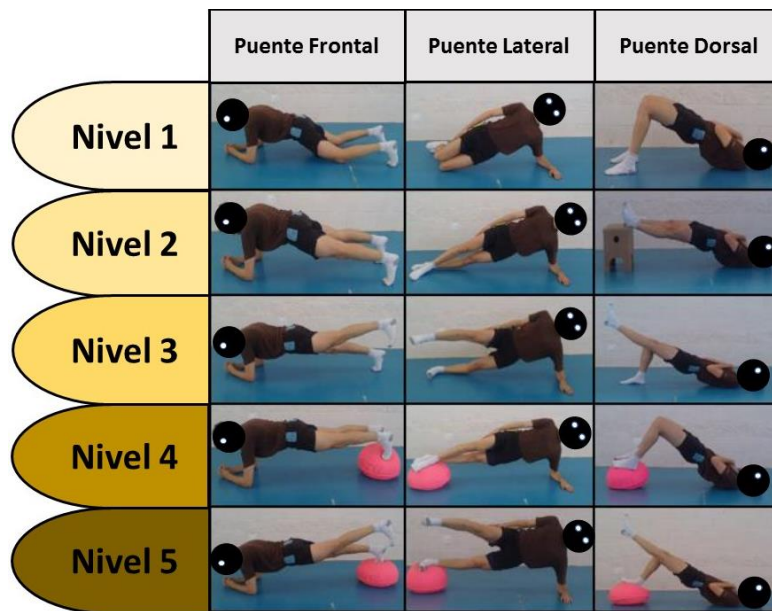 Puente Frontal
Puente Lateral
Puente Dorsal
Nivel 1
Nivel 2
Nivel 3
Nivel 4
Nivel 5